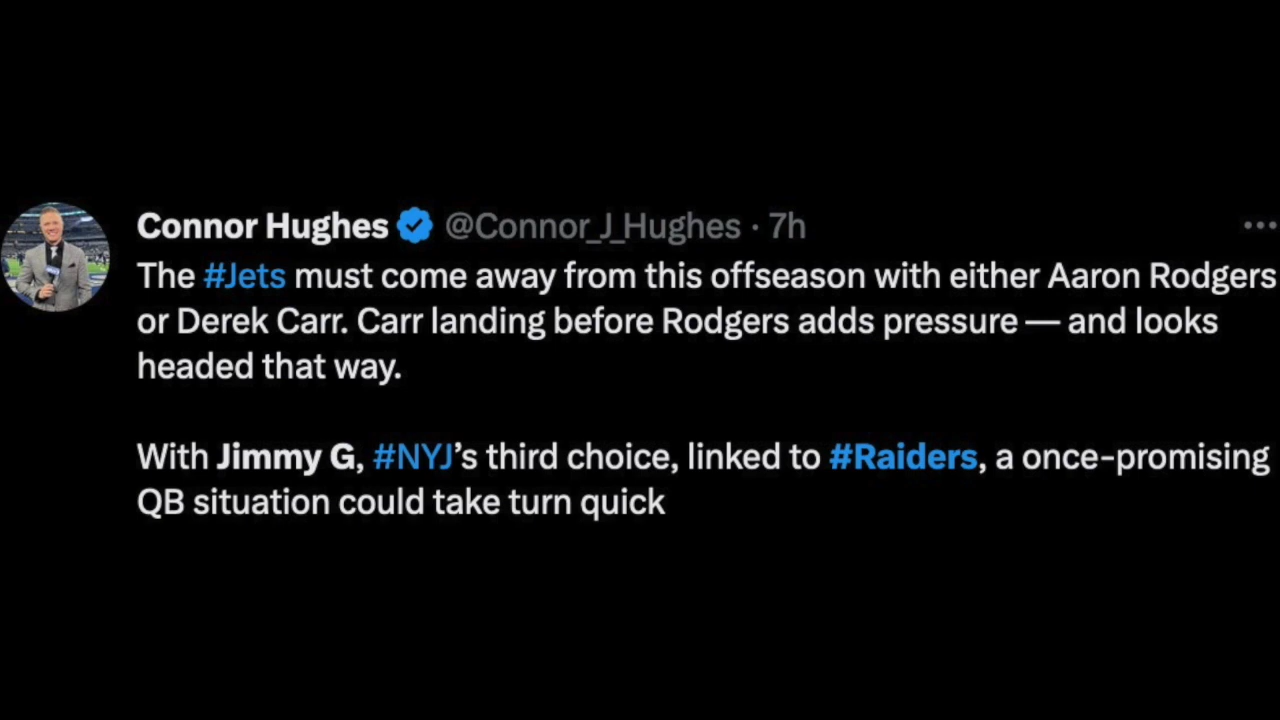 Connor Hughes @Connor_J_Hughes · 7h
The #Jets must come away from this offseason with either Aaron Rodgers
or Derek Carr. Carr landing before Rodgers adds pressure — and looks
headed that way.
With Jimmy G, #NYJ’s third choice, linked to #Raiders, a once-promising
QB situation could take turn quick